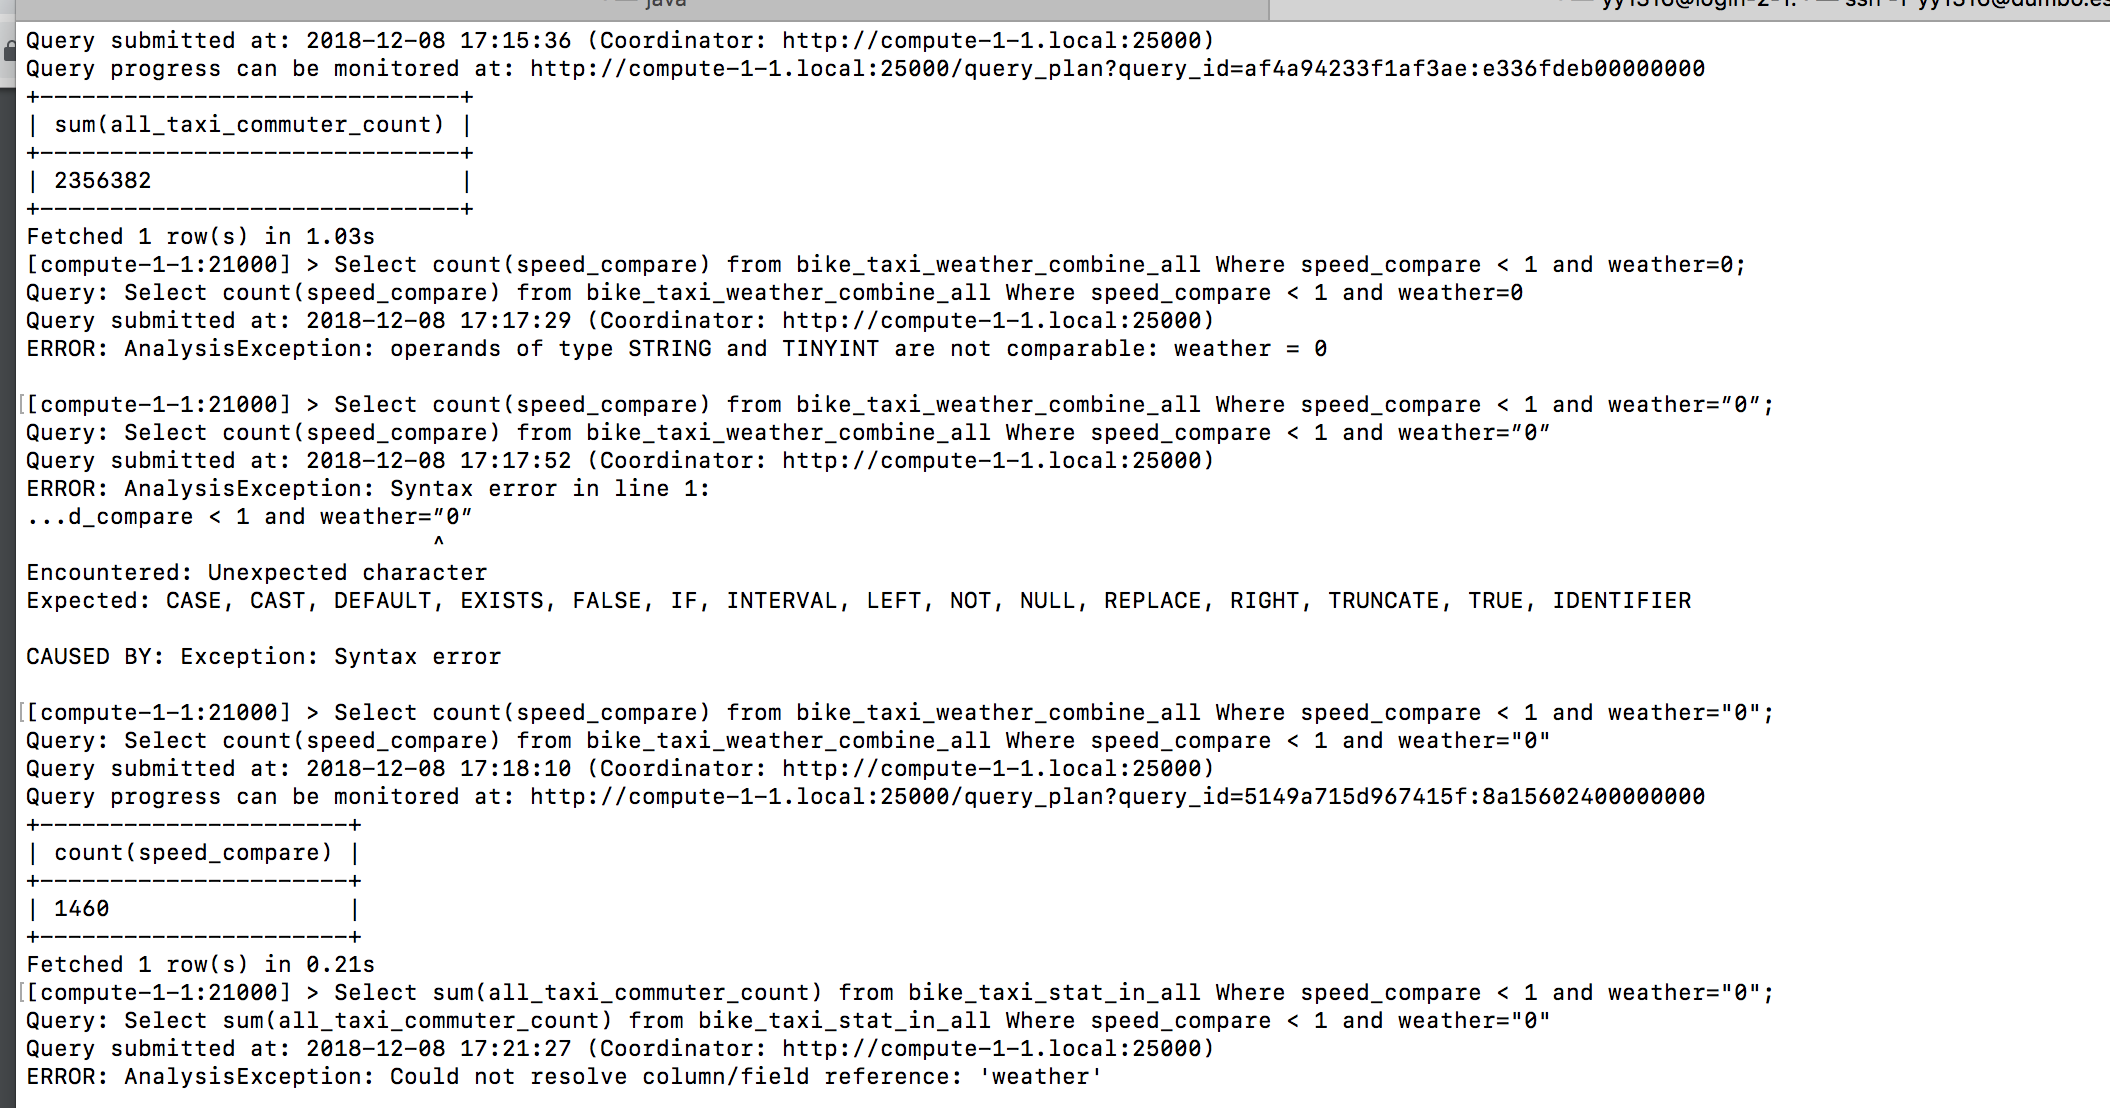 java
Query submitted at: 2018-12-08 17:15:36 (Coordinator: http://compute-1-1.local:25000)
Query progress can be monitored at: http://compute-1-1.local:25000/query_plan?query_id=af4a94233f1af3ae:e336fdeb00000000
+------------------------------+
| sum(all_taxi_commuter_count) |
+------------------------------+
| 2356382                      |
+------------------------------+
Fetched 1 row(s) in 1.03s
[compute-1-1:21000] > Select count(speed_compare) from bike_taxi_weather_combine_all Where speed_compare < 1 and weather=0;
Query: Select count(speed_compare) from bike_taxi_weather_combine_all Where speed_compare < 1 and weather=0
Query submitted at: 2018-12-08 17:17:29 (Coordinator: http://compute-1-1.local:25000)
ERROR: AnalysisException: operands of type STRING and TINYINT are not comparable: weather = 0
[[compute-1-1:21000] > Select count(speed_compare) from bike_taxi_weather_combine_all Where speed_compare < 1 and weather=”0”;
Query: Select count(speed_compare) from bike_taxi_weather_combine_all Where speed_compare < 1 and weather=”0”
Query submitted at: 2018-12-08 17:17:52 (Coordinator: http://compute-1-1.local:25000)
ERROR: AnalysisException: Syntax error in line 1:
...d_compare < 1 and weather=”0”
^
Encountered: Unexpected character
Expected: CASE, CAST, DEFAULT, EXISTS, FALSE, IF, INTERVAL, LEFT, NOT, NULL, REPLACE, RIGHT, TRUNCATE, TRUE, IDENTIFIER
CAUSED BY: Exception: Syntax error
[[compute-1-1:21000] > Select count(speed_compare) from bike_taxi_weather_combine_all Where speed_compare < 1 and weather="0";
Query: Select count(speed_compare) from bike_taxi_weather_combine_all Where speed_compare < 1 and weather="0"
Query submitted at: 2018-12-08 17:18:10 (Coordinator: http://compute-1-1.local:25000)
Query progress can be monitored at: http://compute-1-1.local:25000/query_plan?query_id=5149a715d967415f:8a15602400000000
+----------------------+
| count(speed_compare) |
+----------------------+
| 1460                 |
+----------------------+
Fetched 1 row(s) in 0.21s
[[compute-1-1:21000] > Select sum(all_taxi_commuter_count) from bike_taxi_stat_in_all Where speed_compare < 1 and weather="0";
Query: Select sum(all_taxi_commuter_count) from bike_taxi_stat_in_all Where speed_compare < 1 and weather="0"
Query submitted at: 2018-12-08 17:21:27 (Coordinator: http://compute-1-1.local:25000)
ERROR: AnalysisException: Could not resolve column/field reference: 'weather'